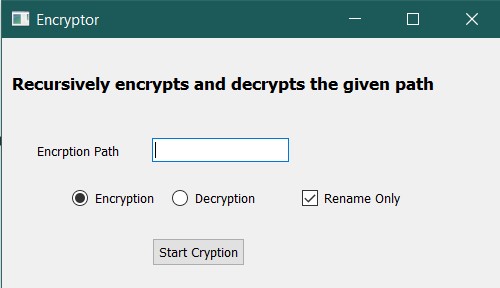 Encryptor
Recursively encrypts and decrypts the given path
Encrption Path
Encryption Decryption Rename Only
Start Cryption